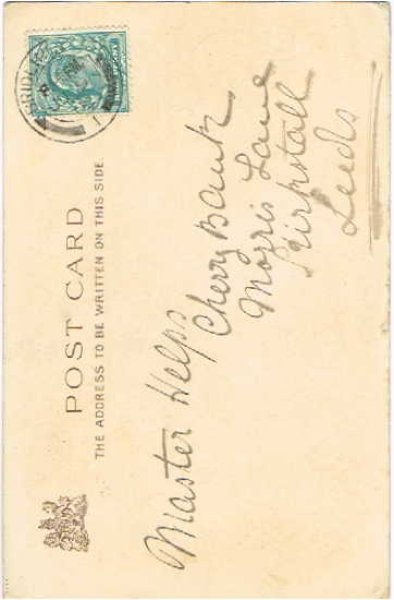 POST CARD
THE ADDRESS TO BE WRITTEN ON THIS SIDE.
Master Helps
Cherry Bank
Morris Lane
Kirkstall
Leeds